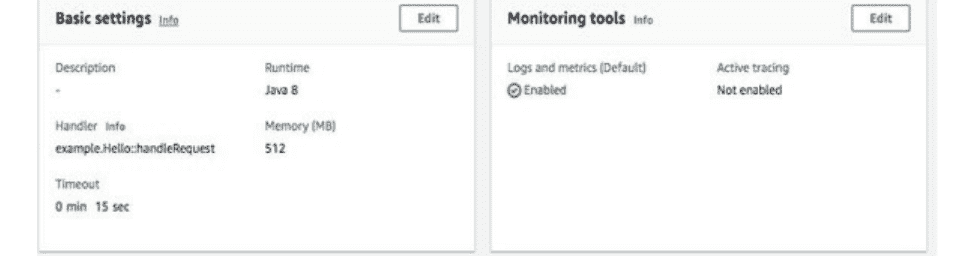 Basic settings Info
Edit
Description
Runtime
-
Java 8
Handler Info
Memory (MB)
example.Hello::handleRequest
512
Timeout
0 min 15 sec
Monitoring tools Info
Edit
Logs and metrics (Default)
Active tracing
Enabled
Not enabled